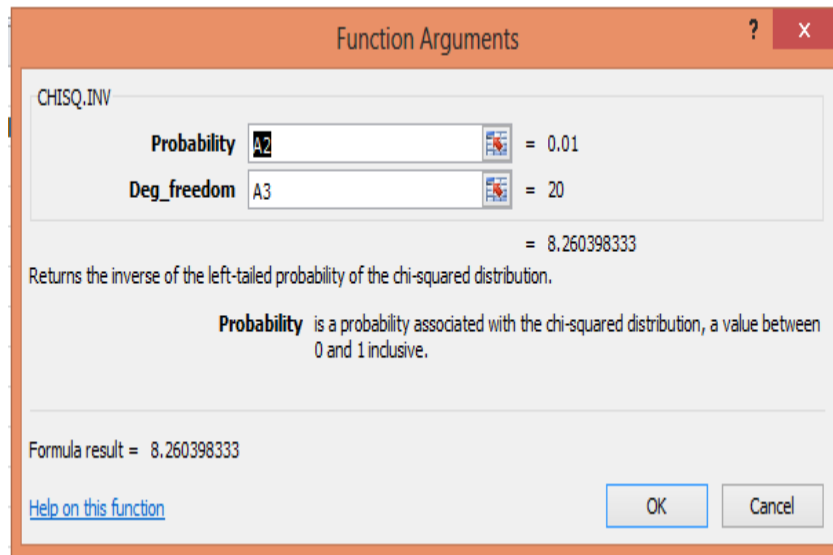 Function Arguments
?
x
CHISQ.INV
Probability A2 = 0.01
Deg_freedom A3 = 20
= 8.260398333
Returns the inverse of the left-tailed probability of the chi-squared distribution.
Probability is a probability associated with the chi-squared distribution, a value between
0 and 1 inclusive.
Formula result = 8.260398333
Help on this function
OK
Cancel